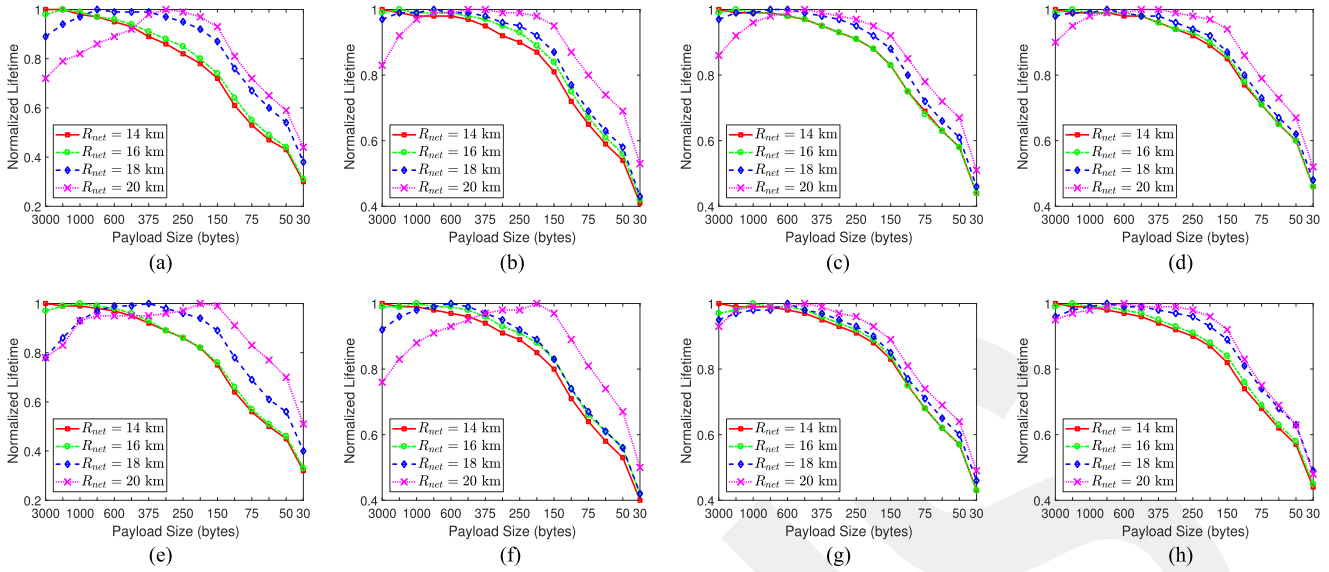 Normalized Lifetime
1
0.8
0.6
0.4
0.2
R_net = 14 km
R_net = 16 km
R_net = 18 km
R_net = 20 km
3000 1000 600 375 250 150 75 50 30
Payload Size (bytes)
(a)
Normalized Lifetime
1
0.8
0.6
0.4
R_net = 14 km
R_net = 16 km
R_net = 18 km
R_net = 20 km
3000 1000 600 375 250 150 75 50 30
Payload Size (bytes)
(b)
Normalized Lifetime
1
0.8
0.6
0.4
R_net = 14 km
R_net = 16 km
R_net = 18 km
R_net = 20 km
3000 1000 600 375 250 150 75 50 30
Payload Size (bytes)
(c)
Normalized Lifetime
1
0.8
0.6
0.4
R_net = 14 km
R_net = 16 km
R_net = 18 km
R_net = 20 km
3000 1000 600 375 250 150 75 50 30
Payload Size (bytes)
(d)
Normalized Lifetime
1
0.8
0.6
0.4
0.2
R_net = 14 km
R_net = 16 km
R_net = 18 km
R_net = 20 km
3000 1000 600 375 250 150 75 50 30
Payload Size (bytes)
(e)
Normalized Lifetime
1
0.8
0.6
0.4
R_net = 14 km
R_net = 16 km
R_net = 18 km
R_net = 20 km
3000 1000 600 375 250 150 75 50 30
Payload Size (bytes)
(f)
Normalized Lifetime
1
0.8
0.6
0.4
R_net = 14 km
R_net = 16 km
R_net = 18 km
R_net = 20 km
3000 1000 600 375 250 150 75 50 30
Payload Size (bytes)
(g)
Normalized Lifetime
1
0.8
0.6
0.4
R_net = 14 km
R_net = 16 km
R_net = 18 km
R_net = 20 km
3000 1000 600 375 250 150 75 50 30
Payload Size (bytes)
(h)